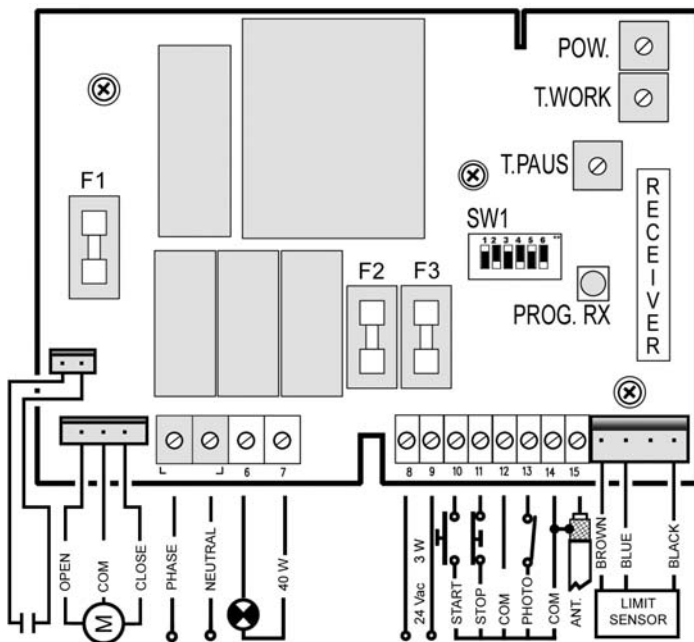 POW.
T.WORK
T.PAUS
F1
SW1
1 2 3 4 5 6
RECEIVER
F2 F3
PROG. RX
6 7
8 9 10 11 12 13 14 15
OPEN
COM
CLOSE
PHASE
NEUTRAL
40 W
24 Vac 3 W
START
STOP
COM
PHOTO
COM
ANT.
BROWN
BLUE
BLACK
M
LIMIT
SENSOR